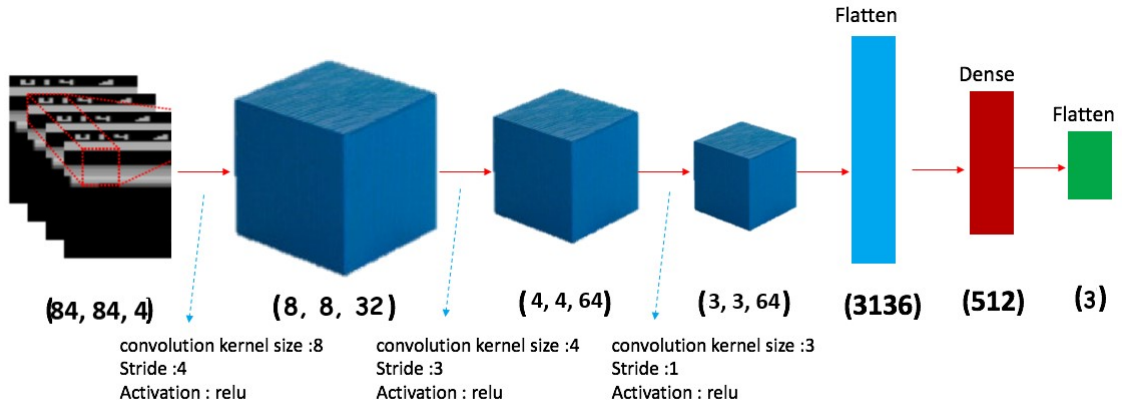 Flatten
Dense
Flatten
(84, 84, 4)
(8, 8, 32)
(4, 4, 64)
(3, 3, 64)
(3136)
(512)
(3)
convolution kernel size :8
Stride :4
Activation : relu
convolution kernel size :4
Stride :3
Activation : relu
convolution kernel size :3
Stride :1
Activation : relu